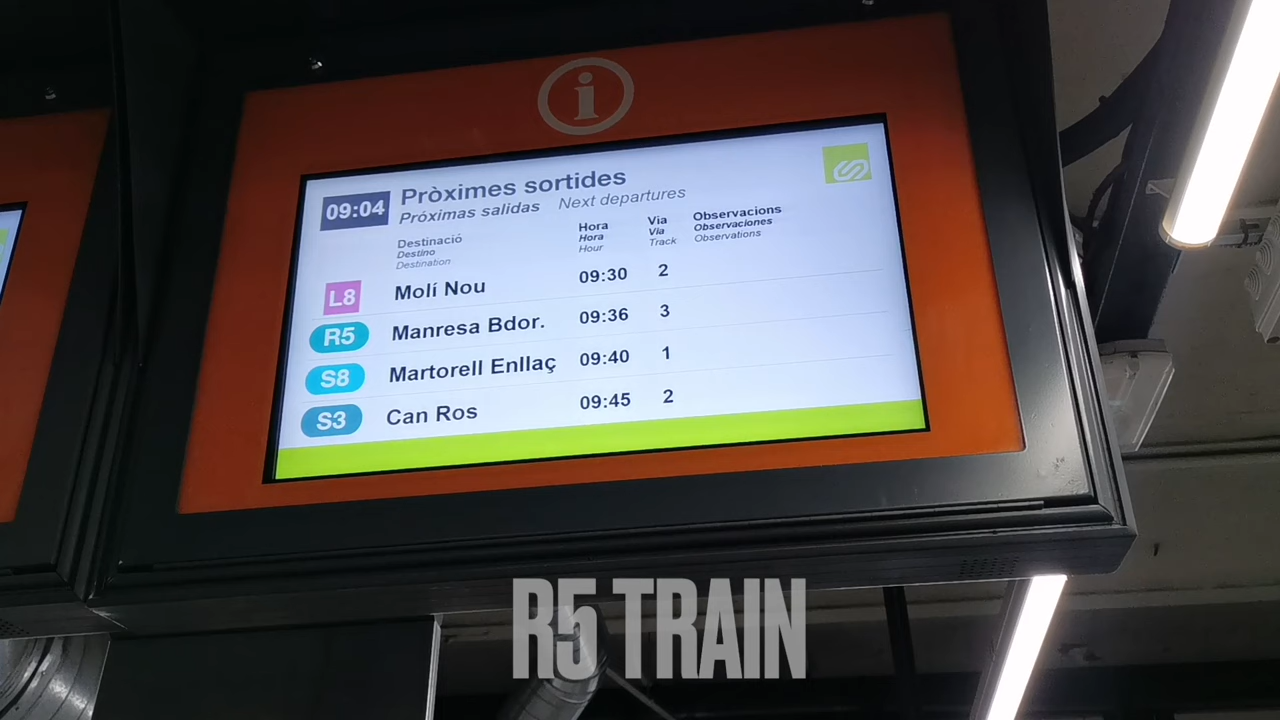 i
09:04 Pròximes sortides
Próximas salidas Next departures
Destinació Hora Via Observacions
Destino Hora Vía Observaciones
Destination Hour Track Observations
L8 Molí Nou 09:30 2
R5 Manresa Bdor. 09:36 3
S8 Martorell Enllaç 09:40 1
S3 Can Ros 09:45 2
R5 TRAIN